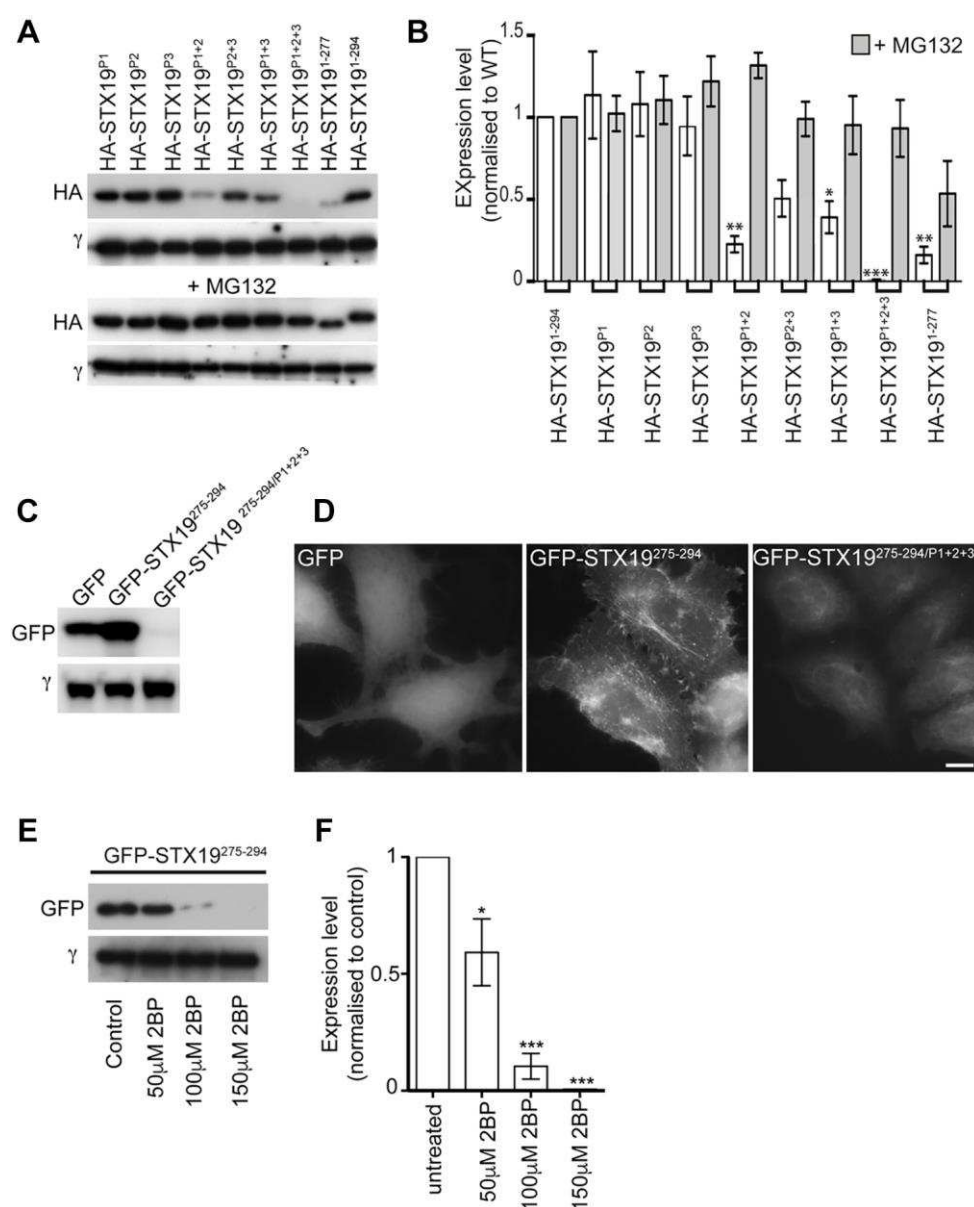 A
HA-STX19P1
HA-STX19P2
HA-STX19P3
HA-STX19P1+2
HA-STX19P2+3
HA-STX19P1+3
HA-STX19P1+2+3
HA-STX191-277
HA-STX191-294
HA
γ
+ MG132
HA
γ
B
EXpression level
(normalised to WT)
1.5
1
0.5
0
+ MG132
**
*
***
**
HA-STX191-294
HA-STX19P1
HA-STX19P2
HA-STX19P3
HA-STX19P1+2
HA-STX19P2+3
HA-STX19P1+3
HA-STX19P1+2+3
HA-STX191-277
C
GFP
GFP-STX19275-294
GFP-STX19 275-294/P1+2+3
GFP
γ
D
GFP
GFP-STX19275-294
GFP-STX19275-294/P1+2+3
E
GFP-STX19275-294
GFP
γ
Control
50µM 2BP
100µM 2BP
150µM 2BP
F
Expression level
(normalised to control)
1
0.5
0
*
***
***
untreated
50µM 2BP
100µM 2BP
150µM 2BP